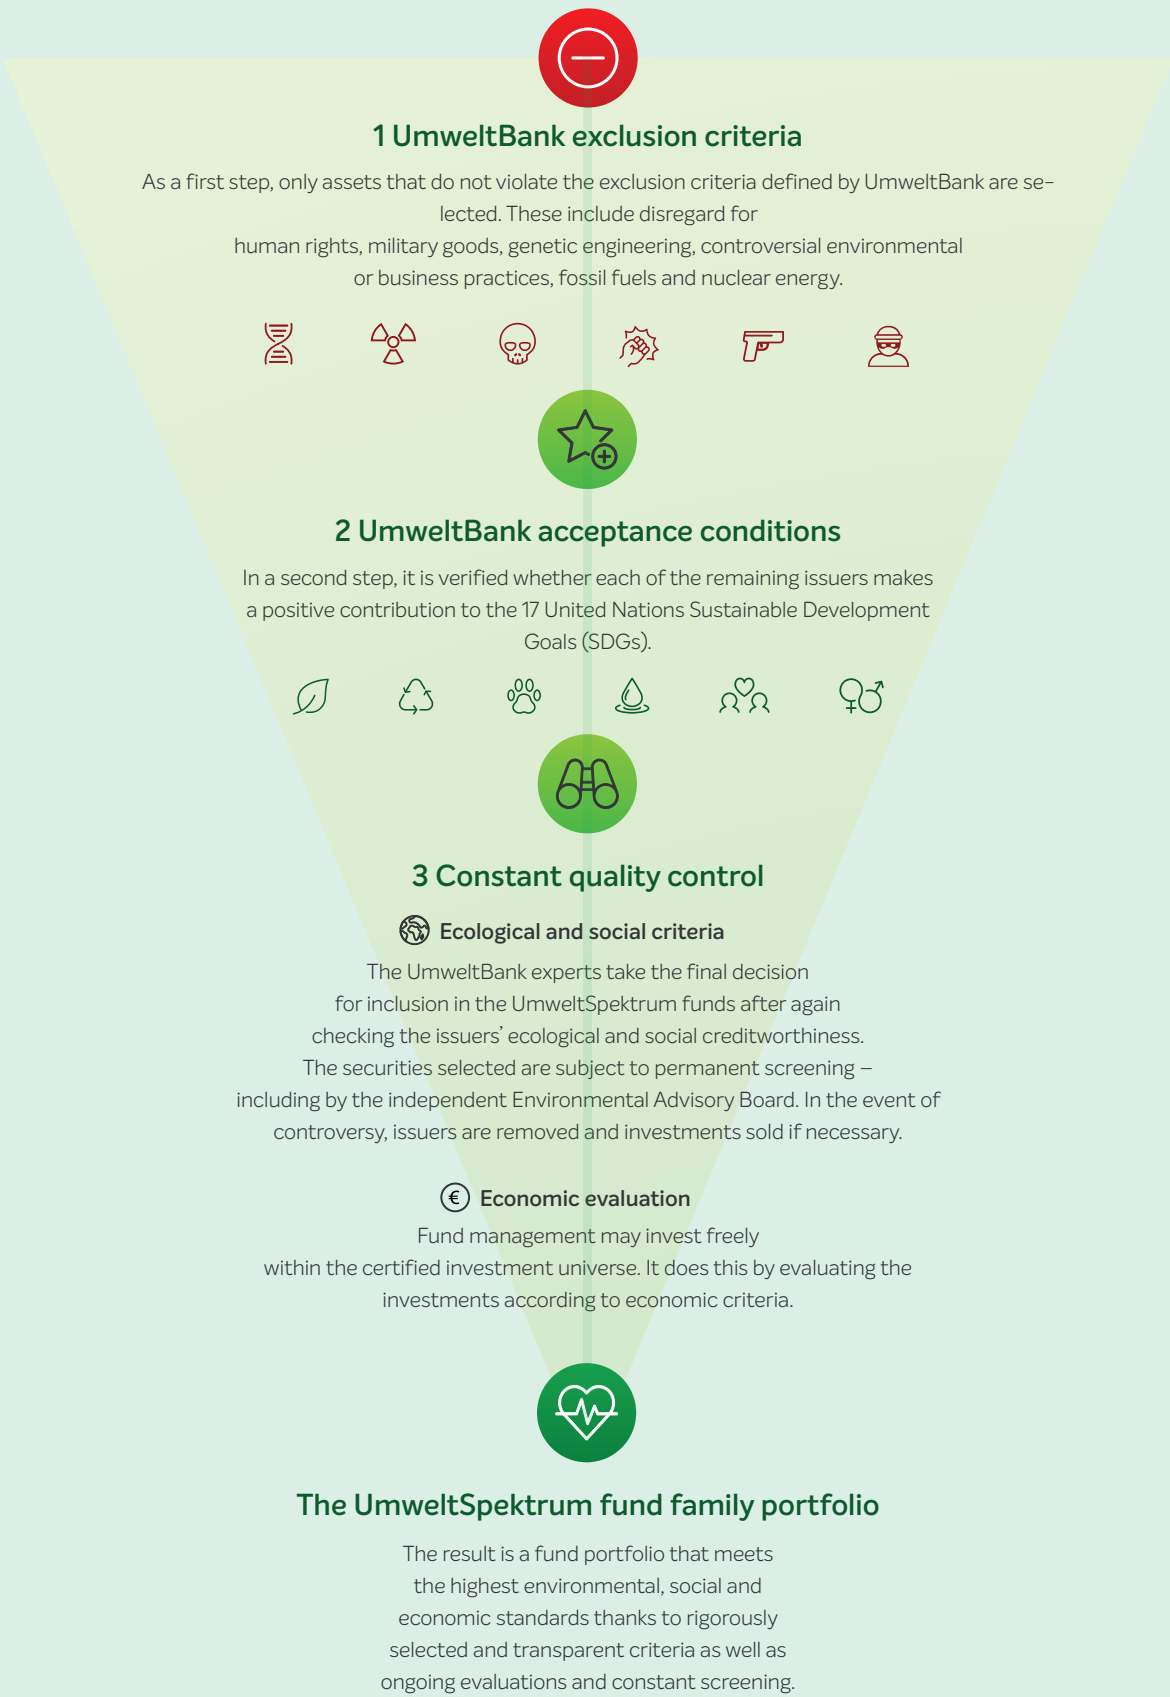 1 UmweltBank exclusion criteria
As a first step, only assets that do not violate the exclusion criteria defined by UmweltBank are se-
lected. These include disregard for
human rights, military goods, genetic engineering, controversial environmental
or business practices, fossil fuels and nuclear energy.
2 UmweltBank acceptance conditions
In a second step, it is verified whether each of the remaining issuers makes
a positive contribution to the 17 United Nations Sustainable Development
Goals (SDGs).
3 Constant quality control
Ecological and social criteria
The UmweltBank experts take the final decision
for inclusion in the UmweltSpektrum funds after again
checking the issuers’ ecological and social creditworthiness.
The securities selected are subject to permanent screening –
including by the independent Environmental Advisory Board. In the event of
controversy, issuers are removed and investments sold if necessary.
€ Economic evaluation
Fund management may invest freely
within the certified investment universe. It does this by evaluating the
investments according to economic criteria.
The UmweltSpektrum fund family portfolio
The result is a fund portfolio that meets
the highest environmental, social and
economic standards thanks to rigorously
selected and transparent criteria as well as
ongoing evaluations and constant screening.